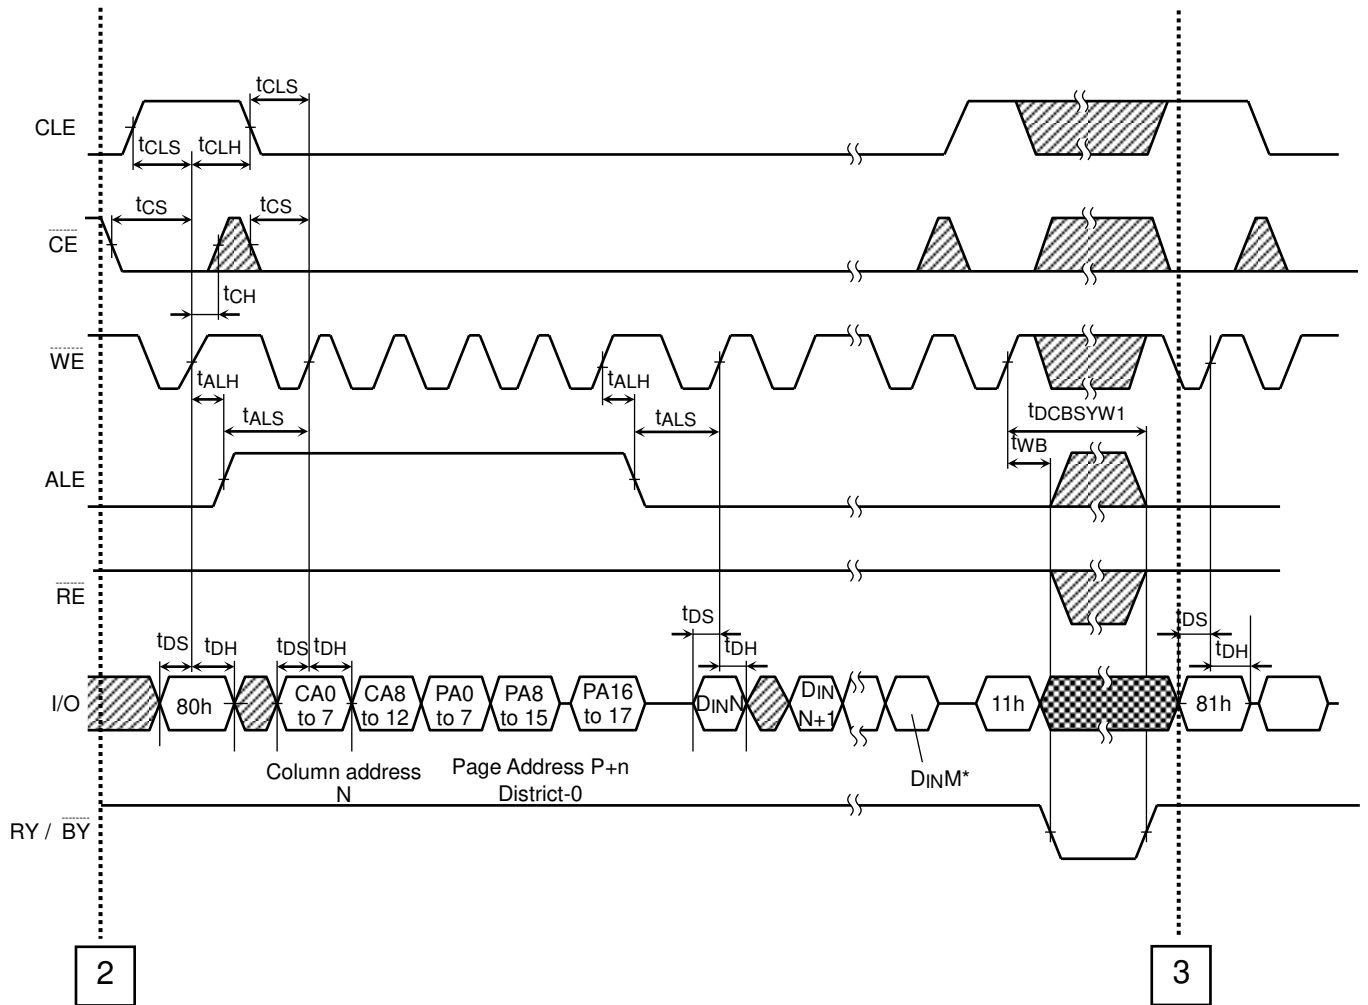 tCLS
CLE
tCLS tCLH
tCS tCS
CE
tCH
WE
tALH tALH
tALS tALS tDCBSYW1
tWB
ALE
RE
tDS tDH tDS tDH tDS tDH DS tDH
I/O 80h CA0 to 7 CA8 to 12 PA0 to 7 PA8 to 15 PA16 to 17 DINN DIN N+1 11h 81h
Column address
N
Page Address P+n
District-0
DINM*
RY / BY
2 3